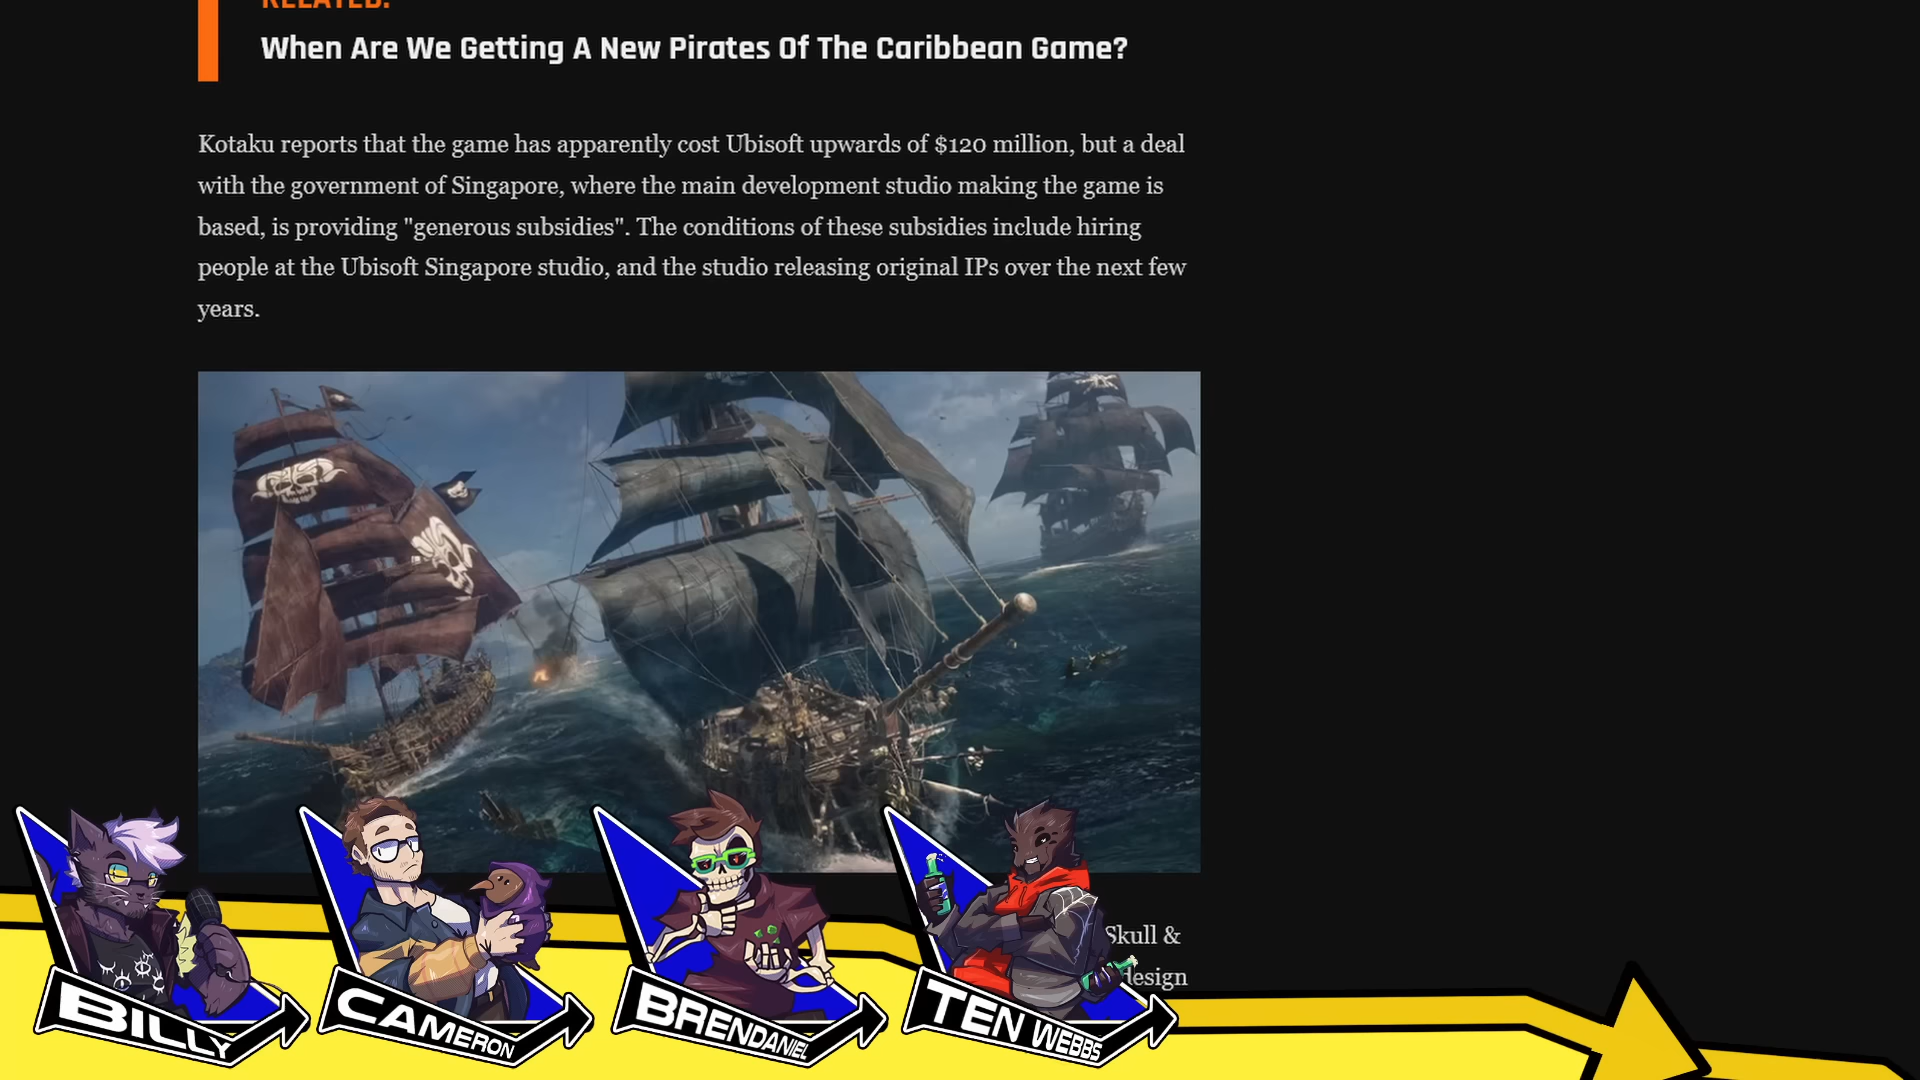 RELATED:
When Are We Getting A New Pirates Of The Caribbean Game?
Kotaku reports that the game has apparently cost Ubisoft upwards of $120 million, but a deal
with the government of Singapore, where the main development studio making the game is
based, is providing "generous subsidies". The conditions of these subsidies include hiring
people at the Ubisoft Singapore studio, and the studio releasing original IPs over the next few
years.
Skull &
design
BILLY
CAMERON
BRENDANIEL
TEN WEBBS